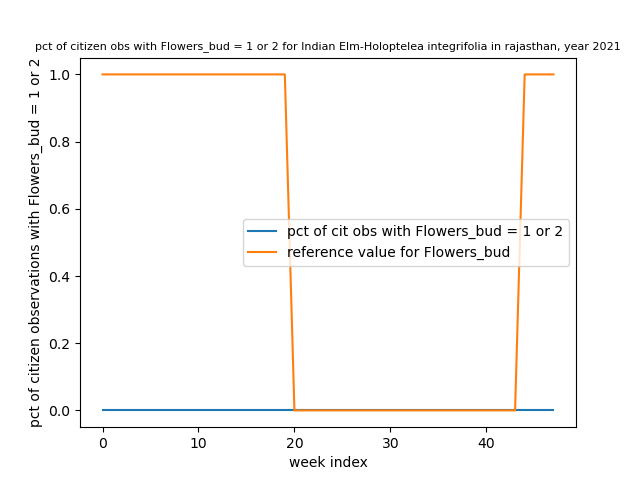 pct of citizen obs with Flowers_bud = 1 or 2 for Indian Elm-Holoptelea integrifolia in rajasthan, year 2021
pct of citizen observations with Flowers_bud = 1 or 2
1.0
0.8
0.6
0.4
0.2
0.0
pct of cit obs with Flowers_bud = 1 or 2
reference value for Flowers_bud
0 10 20 30 40
week index